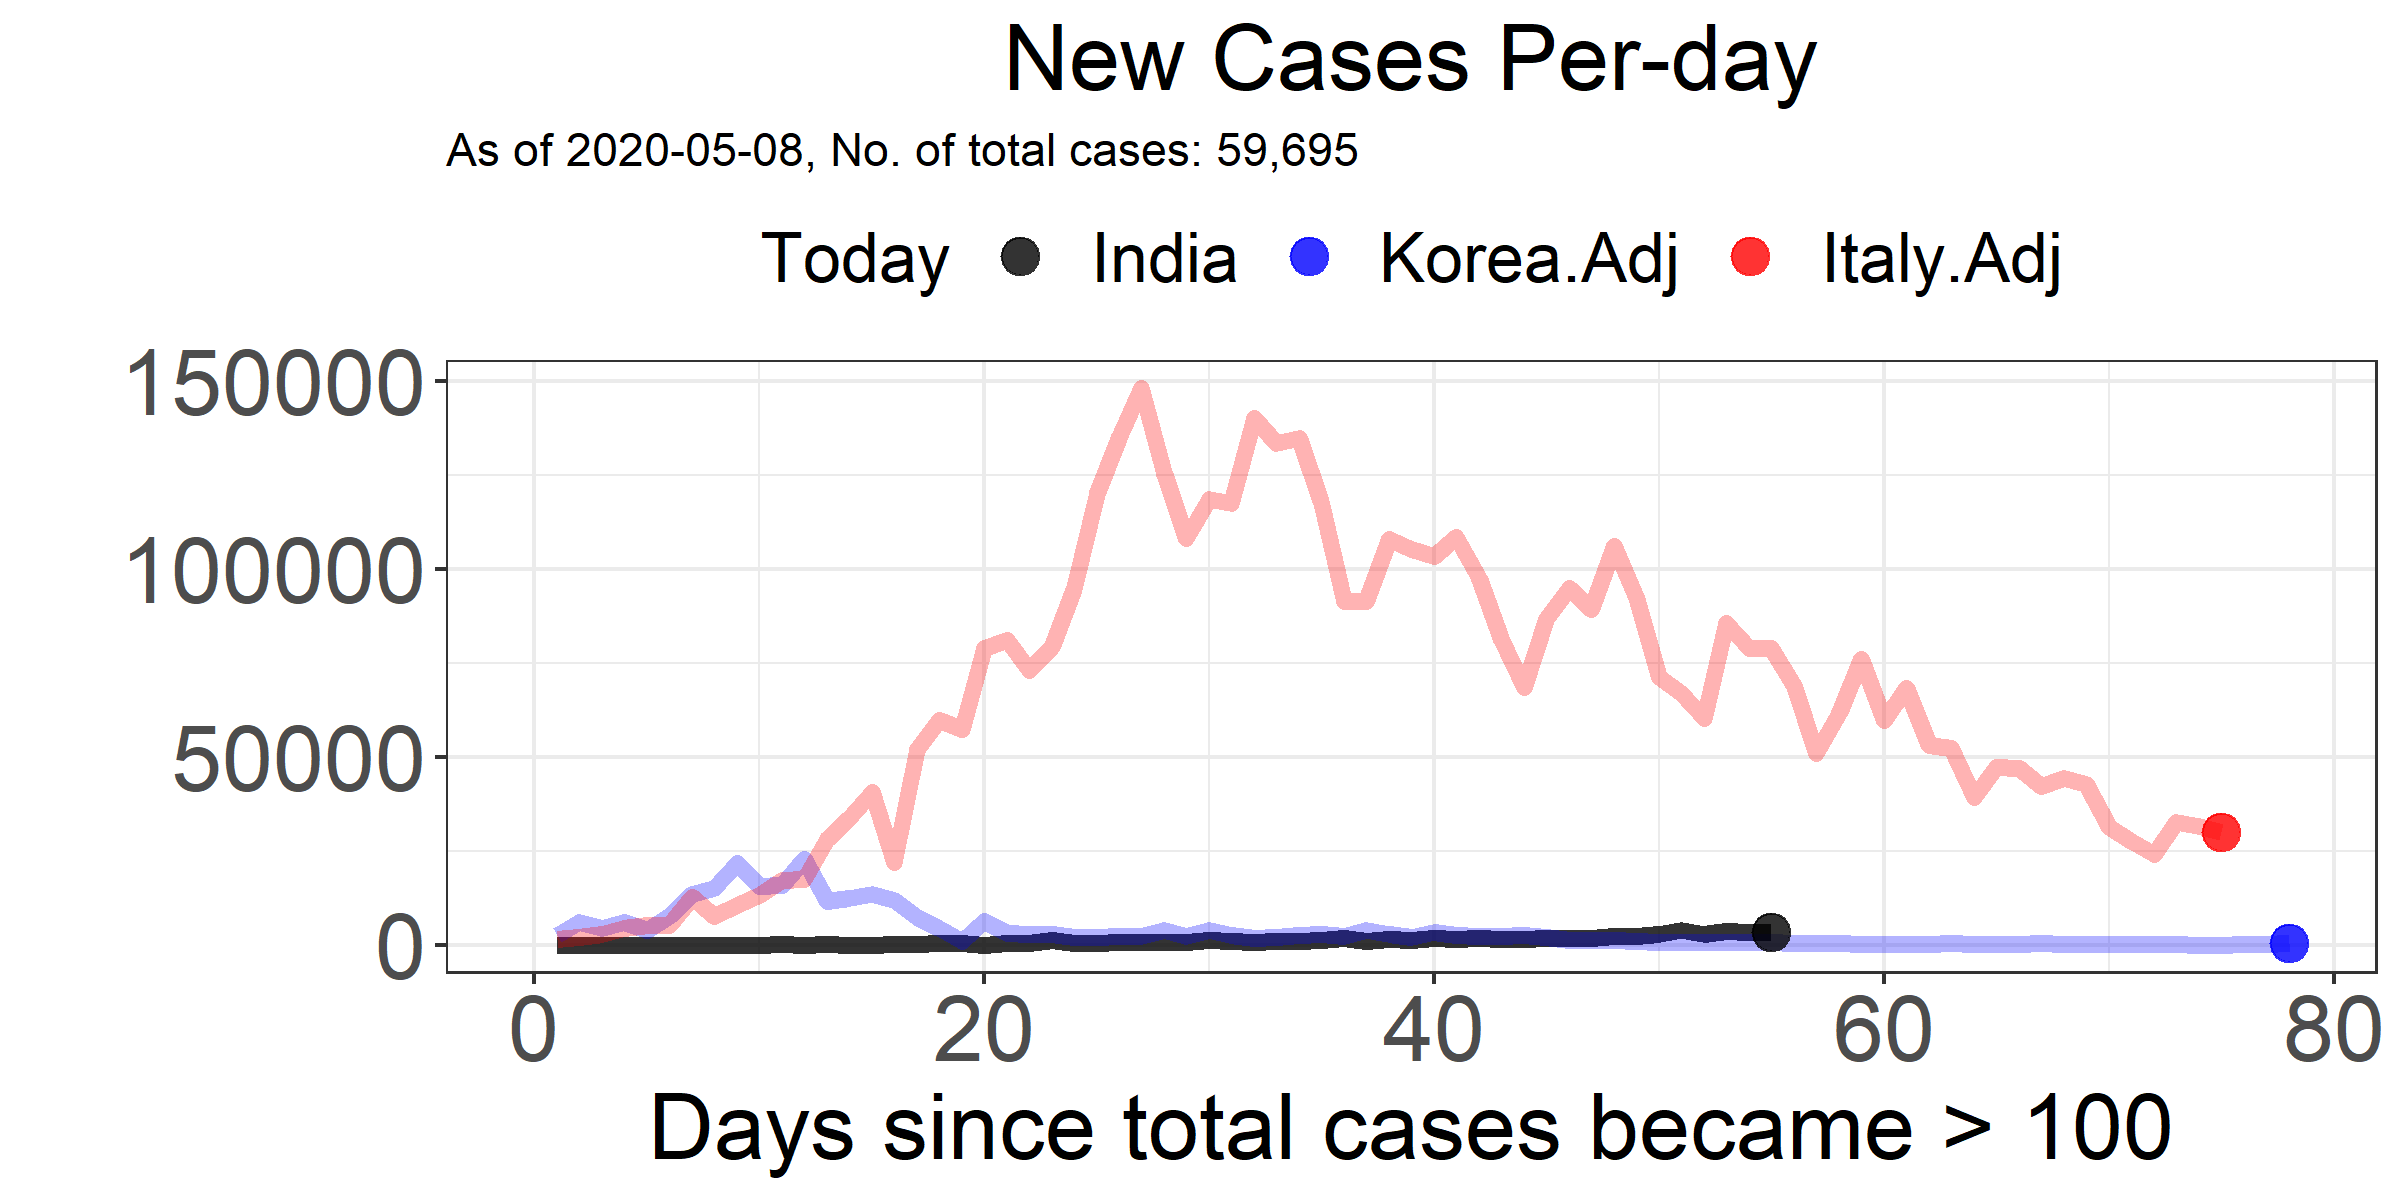 New Cases Per-day
As of 2020-05-08, No. of total cases: 59,695
Today India Korea.Adj Italy.Adj
150000
100000
50000
0
0 20 40 60 80
Days since total cases became > 100